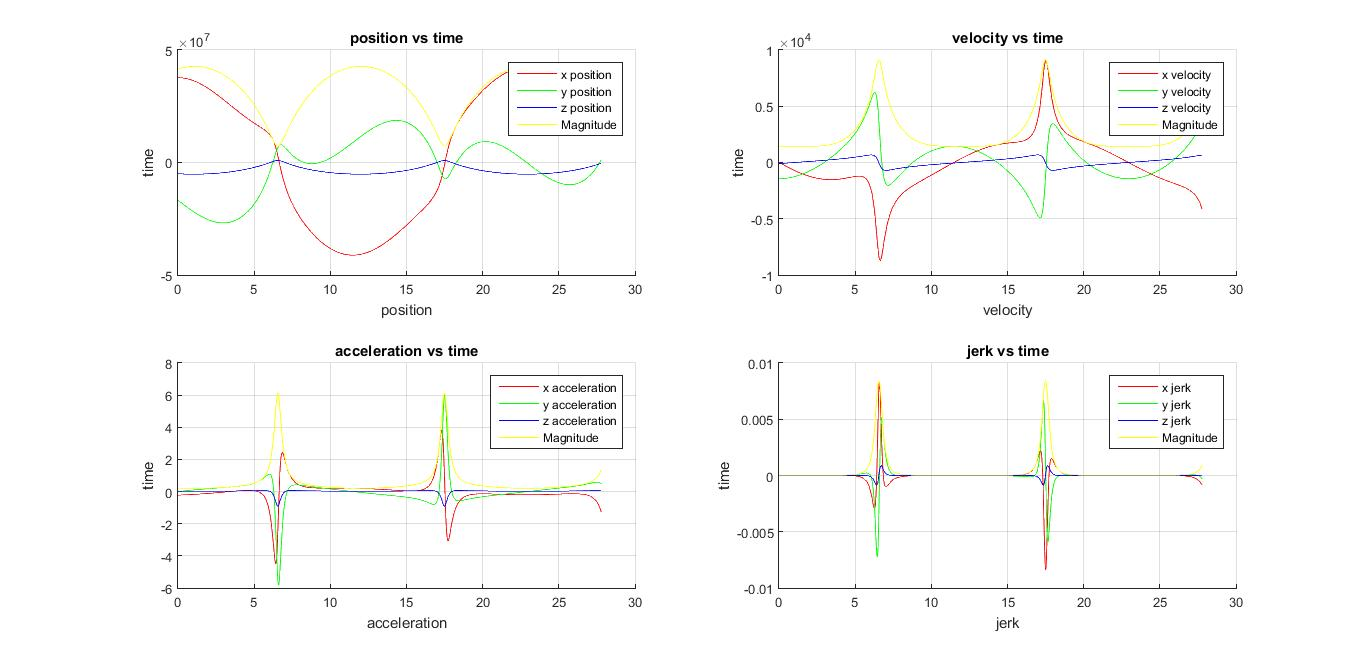 position vs time
×10⁷
5
0
-5
time
0 5 10 15 20 25 30
position
x position
y position
z position
Magnitude
velocity vs time
×10⁴
1
0.5
0
-0.5
-1
time
0 5 10 15 20 25 30
velocity
x velocity
y velocity
z velocity
Magnitude
acceleration vs time
8
6
4
2
0
-2
-4
-6
time
0 5 10 15 20 25 30
acceleration
x acceleration
y acceleration
z acceleration
Magnitude
jerk vs time
0.01
0.005
0
-0.005
-0.01
time
0 5 10 15 20 25 30
jerk
x jerk
y jerk
z jerk
Magnitude